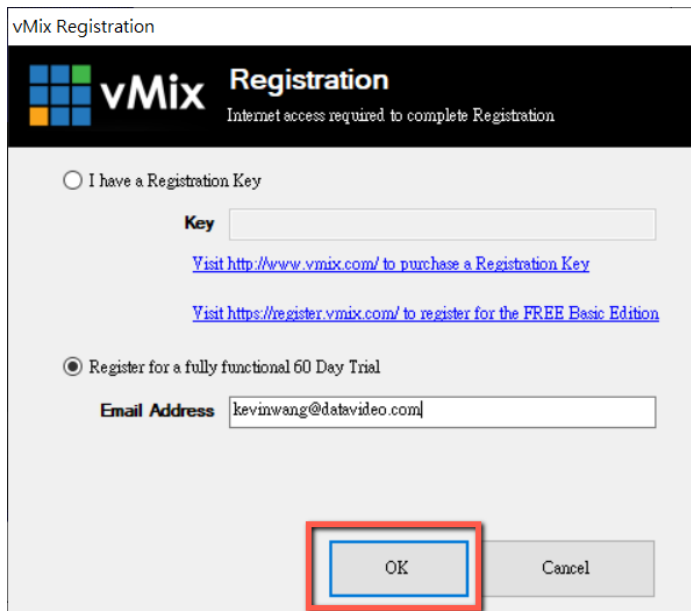 vMix Registration
vMix
Registration
Internet access required to complete Registration
I have a Registration Key
Key
Visit http://www.vmix.com/ to purchase a Registration Key
Visit https://register.vmix.com/ to register for the FREE Basic Edition
Register for a fully functional 60 Day Trial
Email Address kevinwang@datavideo.com
OK Cancel